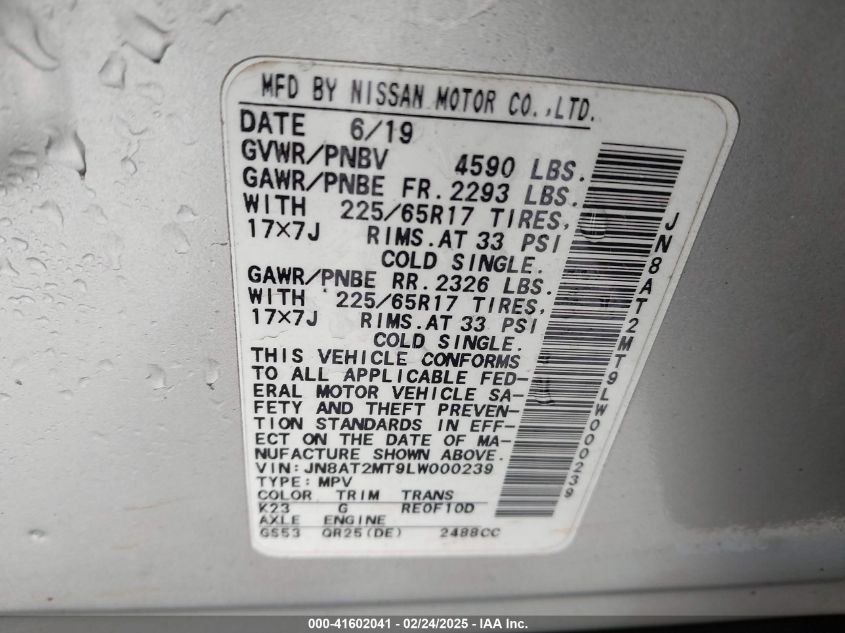 MFD BY NISSAN MOTOR CO.,LTD.
DATE 6/19
GVWR/PNBV 4590 LBS.
GAWR/PNBE FR. 2293 LBS.
WITH 225/65R17 TIRES,
17×7J RIMS. AT 33 PSI
COLD SINGLE.
GAWR/PNBE RR. 2326 LBS.
WITH 225/65R17 TIRES,
17×7J RIMS. AT 33 PSI
COLD SINGLE.
THIS VEHICLE CONFORMS
TO ALL APPLICABLE FED-
ERAL MOTOR VEHICLE SA-
FETY AND THEFT PREVEN-
TION STANDARDS IN EFF-
ECT ON THE DATE OF MA-
NUFACTURE SHOWN ABOVE.
VIN: JN8AT2MT9LW000239
TYPE: MPV
COLOR TRIM TRANS
K23 G RE0F10D
AXLE ENGINE
GS53 QR25(DE) 2488CC
JN8AT2MT9LW000239
000-41602041 - 02/24/2025 - IAA Inc.